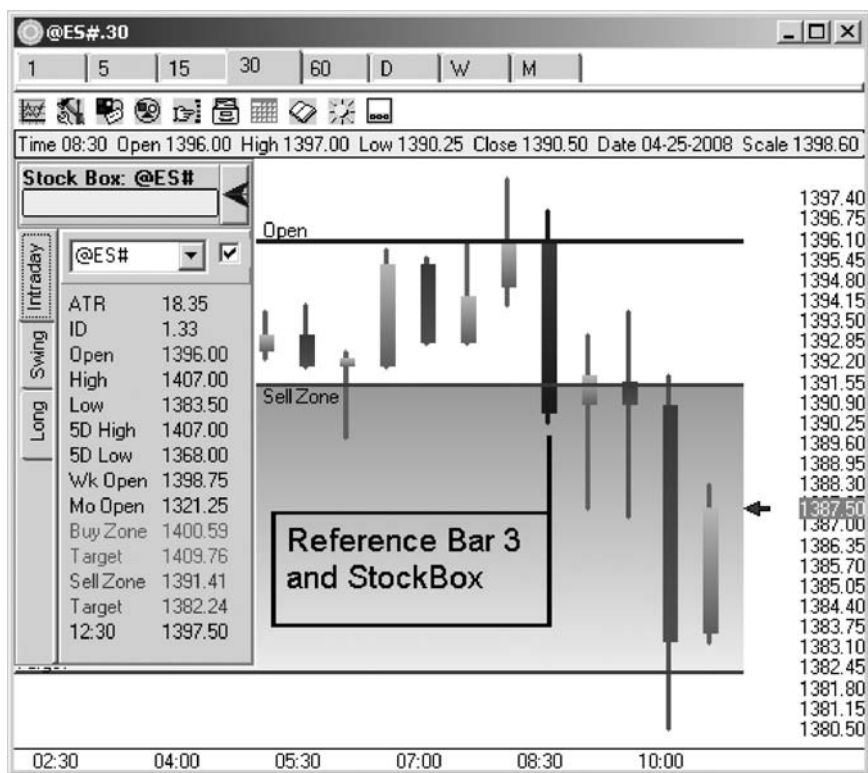 @ES#.30
1 5 15 30 60 D W M
Time 08:30 Open 1396.00 High 1397.00 Low 1390.25 Close 1390.50 Date 04-25-2008 Scale 1398.60
Stock Box: @ES#
Intraday
Swing
Long
@ES#
ATR 18.35
ID 1.33
Open 1396.00
High 1407.00
Low 1383.50
5D High 1407.00
5D Low 1368.00
Wk Open 1398.75
Mo Open 1321.25
Buy Zone 1400.59
Target 1409.76
Sell Zone 1391.41
Target 1382.24
12:30 1397.50
Open
Sell Zone
Reference Bar 3
and StockBox
1397.40
1396.75
1396.10
1395.45
1394.80
1394.15
1393.50
1392.85
1392.20
1391.55
1390.90
1390.25
1389.60
1388.95
1388.30
1387.50
1387.00
1386.35
1385.70
1385.05
1384.40
1383.75
1383.10
1382.45
1381.80
1381.15
1380.50
02:30 04:00 05:30 07:00 08:30 10:00